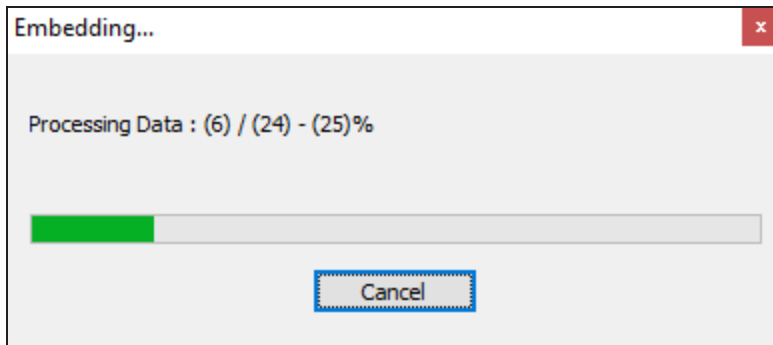 Embedding...
x
Processing Data : (6) / (24) - (25)%
Cancel